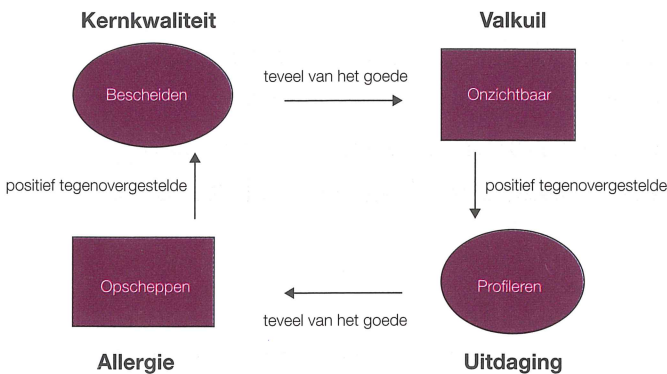 Kernkwaliteit
Valkuil
Bescheiden
teveel van het goede
Onzichtbaar
positief tegenovergestelde
positief tegenovergestelde
Opscheppen
teveel van het goede
Profileren
Allergie
Uitdaging